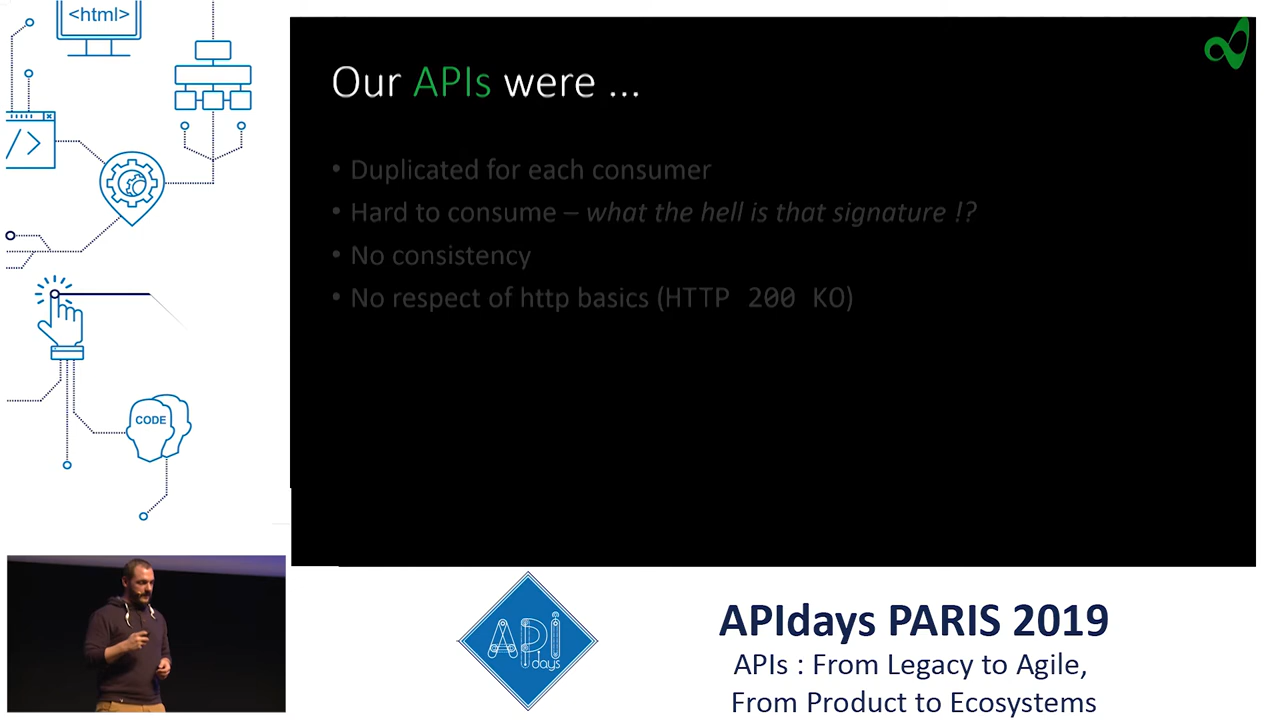 <html>
</>
CODE
Our APIs were ...
• Duplicated for each consumer
• Hard to consume – what the hell is that signature !?
• No consistency
• No respect of http basics (HTTP 200 KO)
API
days
APIdays PARIS 2019
APIs : From Legacy to Agile,
From Product to Ecosystems